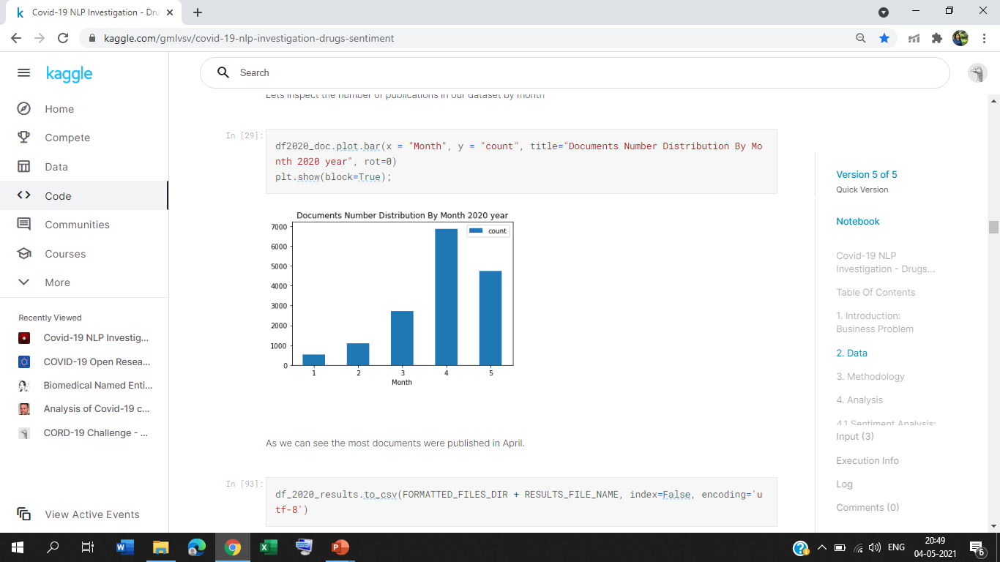 Covid-19 NLP Investigation - Dru
kaggle.com/gmlvsv/covid-19-nlp-investigation-drugs-sentiment
kaggle
Search
Home
Compete
Data
Code
Communities
Courses
More
Recently Viewed
Covid-19 NLP Investig...
COVID-19 Open Resea...
Biomedical Named Enti...
Analysis of Covid-19 c...
CORD-19 Challenge - ...
View Active Events
Lets inspect the number of publications in our dataset by month
In [29]:
df2020_doc.plot.bar(x = "Month", y = "count", title="Documents Number Distribution By Mo
nth 2020 year", rot=0)
plt.show(block=True);
Documents Number Distribution By Month 2020 year
count
7000
6000
5000
4000
3000
2000
1000
0
1 2 3 4 5
Month
As we can see the most documents were published in April.
In [93]:
df_2020_results.to_csv(FORMATTED_FILES_DIR + RESULTS_FILE_NAME, index=False, encoding='u
tf-8')
Version 5 of 5
Quick Version
Notebook
Covid-19 NLP
Investigation - Drugs...
Table Of Contents
1. Introduction:
Business Problem
2. Data
3. Methodology
4. Analysis
4.1 Sentiment Analysis:
Input (3)
Execution Info
Log
Comments (0)
ENG
20:49
04-05-2021
6